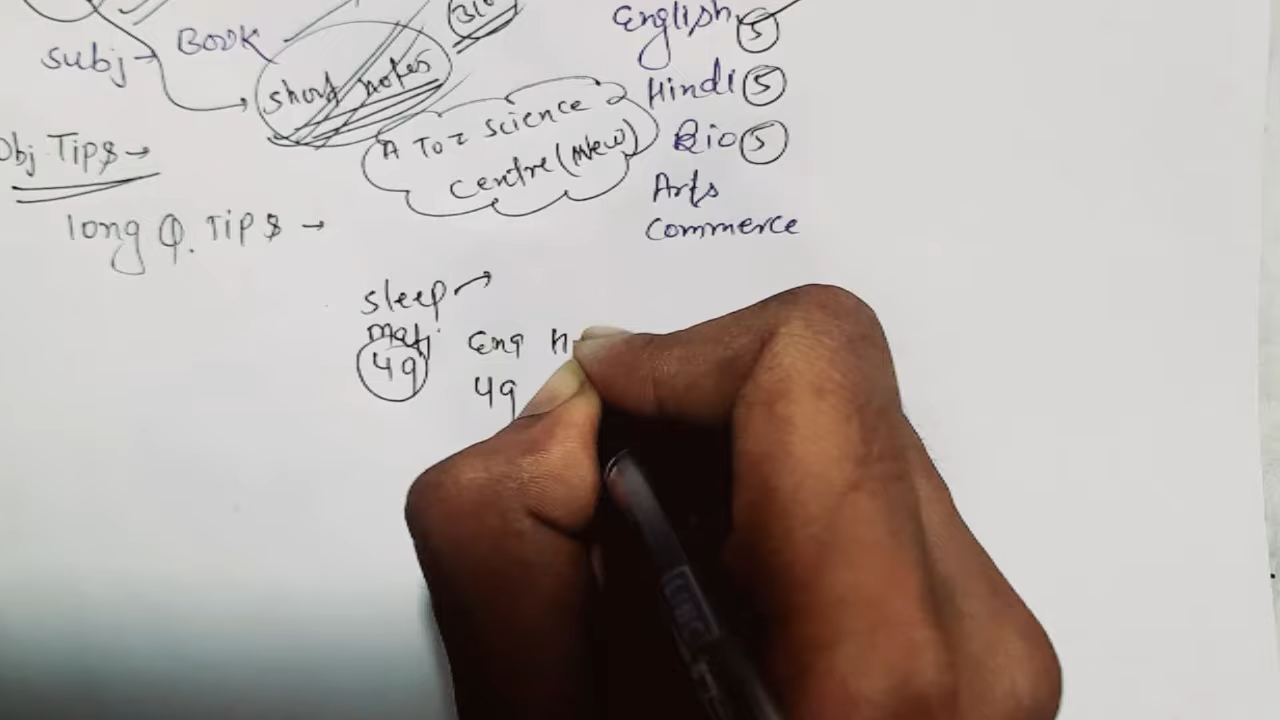 English 5
subj → Book
short notes
Hindi 5
A To Z Science
Centre (New)
Bio 5
Obj Tips →
Arts
long Q. Tips →
Commerce
sleep →
Eng
49
49